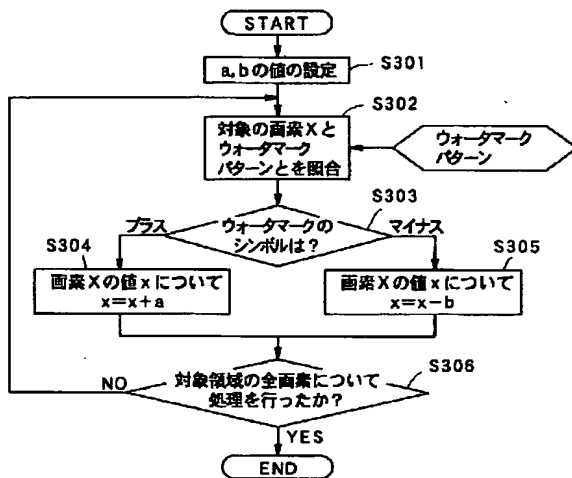 START
a,bの値の設定
S301
S302
対象の画素Xと
ウォータマーク
パターンとを照合
ウォータマーク
パターン
S303
プラス
ウォータマークの
シンボルは?
マイナス
S304
画素Xの値xについて
x=x+a
S305
画素Xの値xについて
x=x-b
S306
対象領域の全画素について
処理を行ったか?
NO
YES
END